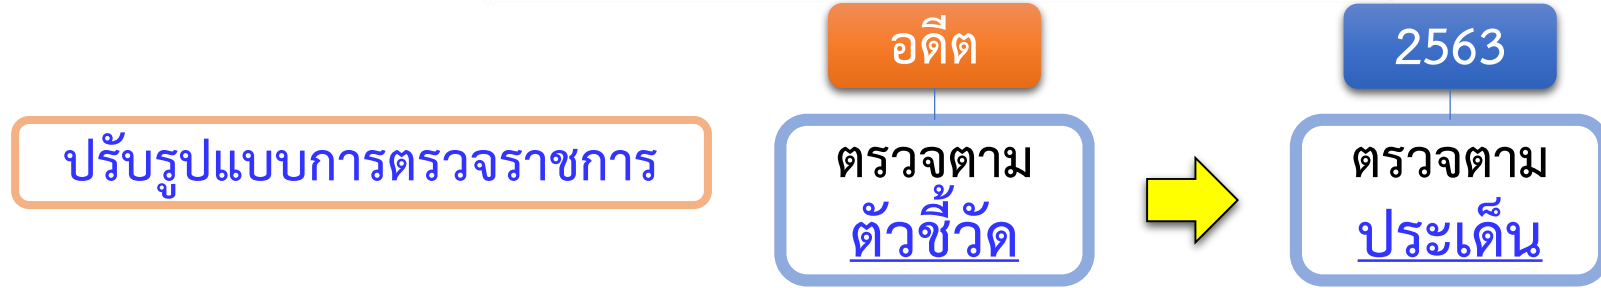 อดีต
2563
ปรับรูปแบบการตรวจราชการ
ตรวจตาม
ตัวชี้วัด
ตรวจตาม
ประเด็น